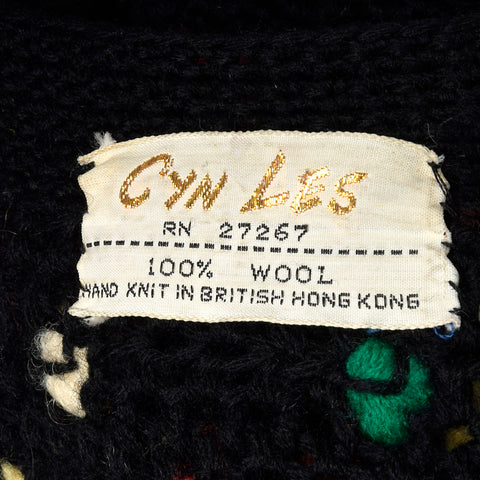 CYN LES
RN 27267
100% WOOL
HAND KNIT IN BRITISH HONG KONG